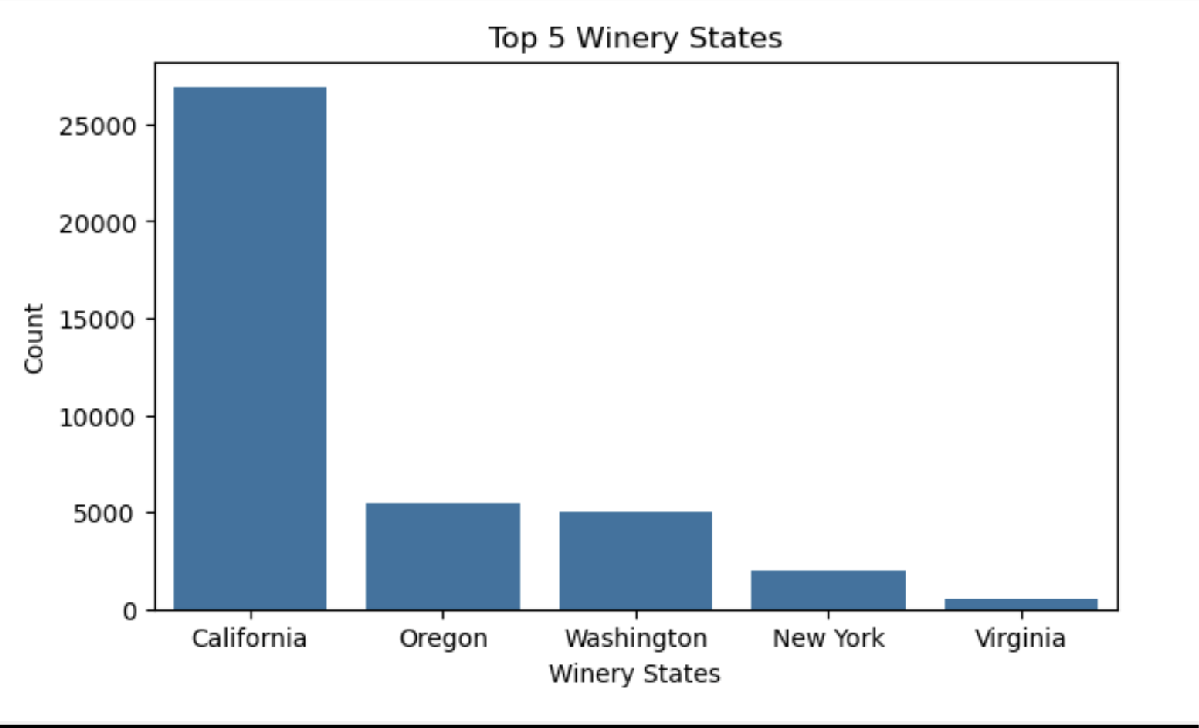 Top 5 Winery States
Count
25000
20000
15000
10000
5000
0
California Oregon Washington New York Virginia
Winery States